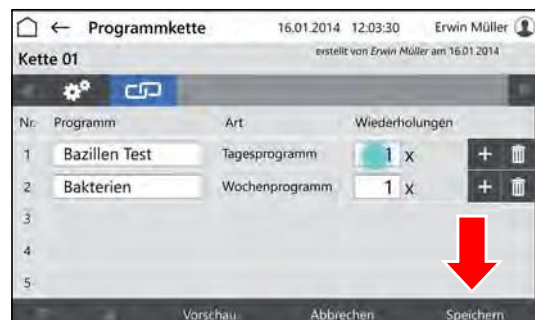 ← Programmkette 16.01.2014 12:03:30 Erwin Müller
Kette 01 erstellt von Erwin Müller am 16.01.2014
Nr. Programm Art Wiederholungen
1 Bazillen Test Tagesprogramm 1 x +
2 Bakterien Wochenprogramm 1 x +
3
4
5
Vorschau Abbrechen Speichern